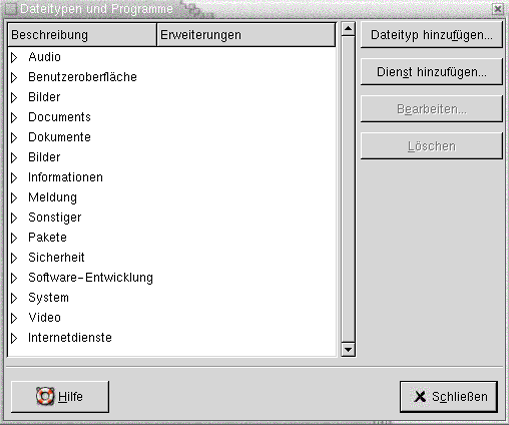 Dateitypen und Programme
Beschreibung Erweiterungen
Audio
Benutzeroberfläche
Bilder
Documents
Dokumente
Bilder
Informationen
Meldung
Sonstiger
Pakete
Sicherheit
Software-Entwicklung
System
Video
Internetdienste
Dateityp hinzufügen...
Dienst hinzufügen...
Bearbeiten...
Löschen
Hilfe
Schließen